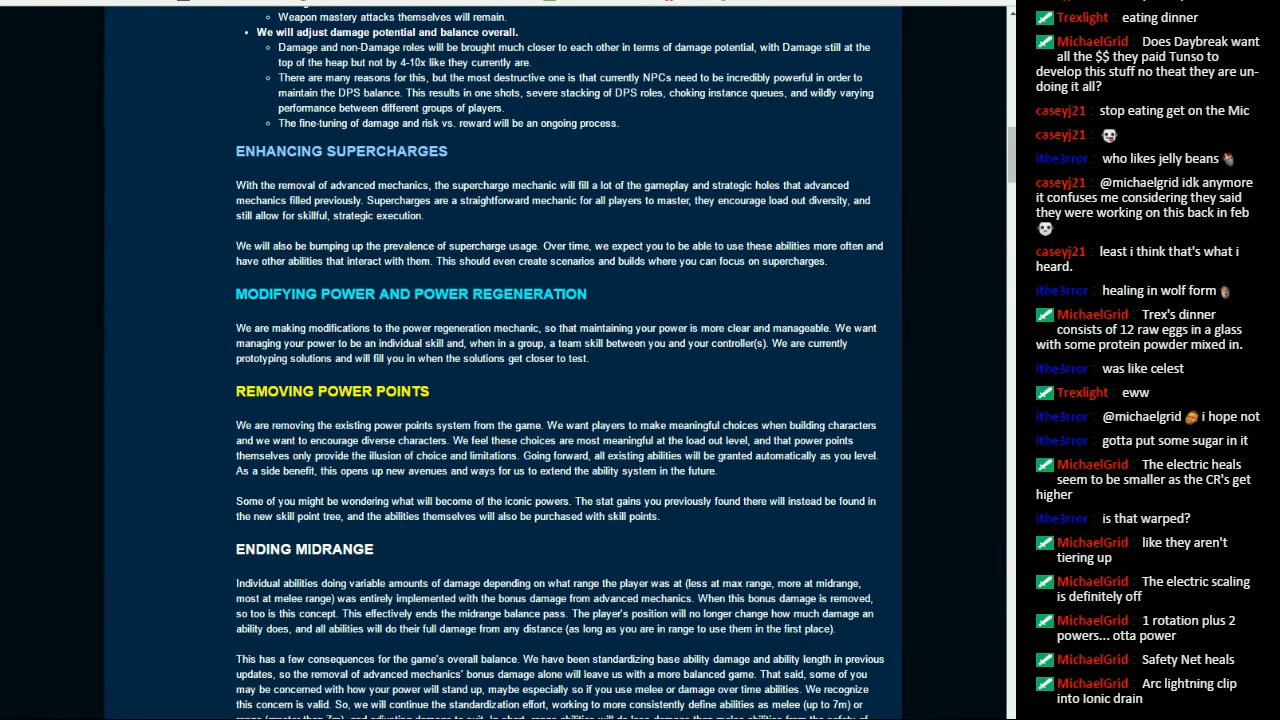 Weapon mastery attacks themselves will remain.
We will adjust damage potential and balance overall.
Damage and non-Damage roles will be brought much closer to each other in terms of damage potential, with Damage still at the
top of the heap but not by 4-10x like they currently are.
There are many reasons for this, but the most destructive one is that currently NPCs need to be incredibly powerful in order to
maintain the DPS balance. This results in one shots, severe stacking of DPS roles, choking instance queues, and wildly varying
performance between different groups of players.
The fine-tuning of damage and risk vs. reward will be an ongoing process.
ENHANCING SUPERCHARGES
With the removal of advanced mechanics, the supercharge mechanic will fill a lot of the gameplay and strategic holes that advanced
mechanics filled previously. Supercharges are a straightforward mechanic for all players to master, they encourage load out diversity, and
still allow for skillful, strategic execution.
We will also be bumping up the prevalence of supercharge usage. Over time, we expect you to be able to use these abilities more often and
have other abilities that interact with them. This should even create scenarios and builds where you can focus on supercharges.
MODIFYING POWER AND POWER REGENERATION
We are making modifications to the power regeneration mechanic, so that maintaining your power is more clear and manageable. We want
managing your power to be an individual skill and, when in a group, a team skill between you and your controller(s). We are currently
prototyping solutions and will fill you in when the solutions get closer to test.
REMOVING POWER POINTS
We are removing the existing power points system from the game. We want players to make meaningful choices when building characters
and we want to encourage diverse characters. We feel these choices are most meaningful at the load out level, and that power points
themselves only provide the illusion of choice and limitations. Going forward, all existing abilities will be granted automatically as you level.
As a side benefit, this opens up new avenues and ways for us to extend the ability system in the future.
Some of you might be wondering what will become of the iconic powers. The stat gains you previously found there will instead be found in
the new skill point tree, and the abilities themselves will also be purchased with skill points.
ENDING MIDRANGE
Individual abilities doing variable amounts of damage depending on what range the player was at (less at max range, more at midrange,
most at melee range) was entirely implemented with the bonus damage from advanced mechanics. When this bonus damage is removed,
so too is this concept. This effectively ends the midrange balance pass. The player's position will no longer change how much damage an
ability does, and all abilities will do their full damage from any distance (as long as you are in range to use them in the first place).
This has a few consequences for the game's overall balance. We have been standardizing base ability damage and ability length in previous
updates, so the removal of advanced mechanics' bonus damage alone will leave us with a more balanced game. That said, some of you
may be concerned with how your power will stand up, maybe especially so if you use melee or damage over time abilities. We recognize
this concern is valid. So, we will continue the standardization effort, working to more consistently define abilities as melee (up to 7m) or
Trexlight : eating dinner
MichaelGrid : Does Daybreak want
all the $$ they paid Tunso to
develop this stuff no theat they are un-
doing it all?
caseyj21 : stop eating get on the Mic
caseyj21 :
ithe3rror : who likes jelly beans
caseyj21 : @michaelgrid idk anymore
it confuses me considering they said
they were working on this back in feb
caseyj21 : least i think that's what i
heard.
ithe3rror : healing in wolf form
MichaelGrid : Trex's dinner
consists of 12 raw eggs in a glass
with some protein powder mixed in.
ithe3rror : was like celest
Trexlight : eww
ithe3rror : @michaelgrid i hope not
ithe3rror : gotta put some sugar in it
MichaelGrid : The electric heals
seem to be smaller as the CR's get
higher
ithe3rror : is that warped?
MichaelGrid : like they aren't
tiering up
MichaelGrid : The electric scaling
is definitely off
MichaelGrid : 1 rotation plus 2
powers... otta power
MichaelGrid : Safety Net heals
MichaelGrid : Arc lightning clip
into Ionic drain